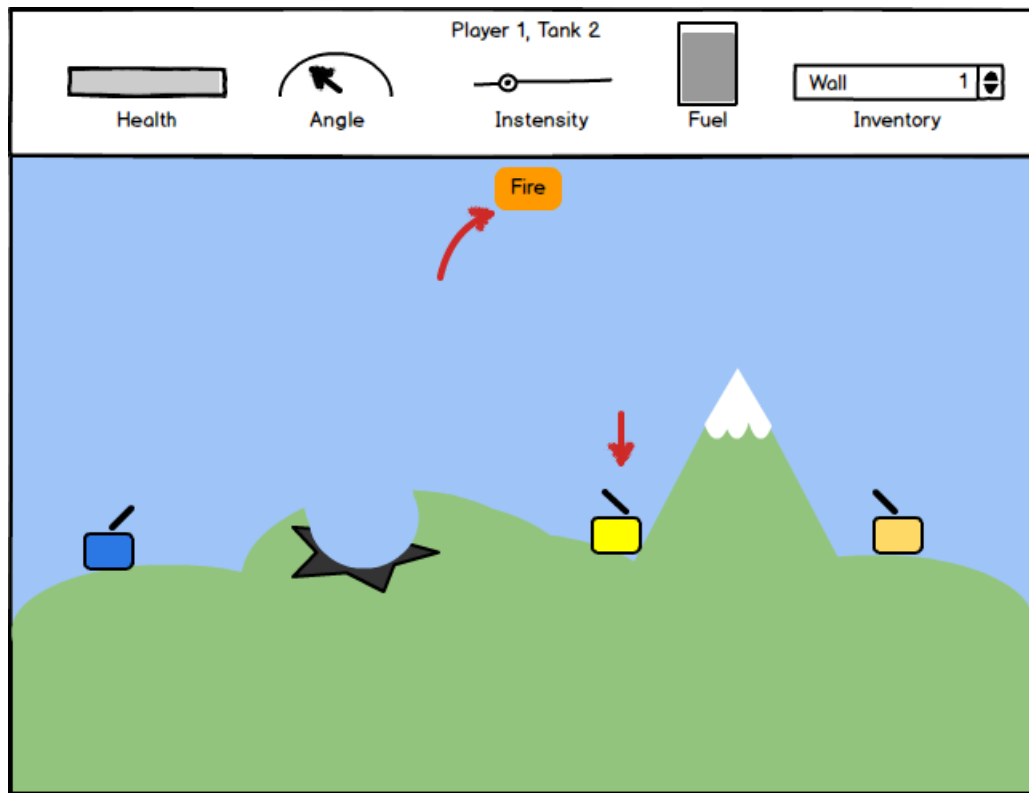 Player 1, Tank 2
Wall 1
Health
Angle
Instensity
Fuel
Inventory
Fire